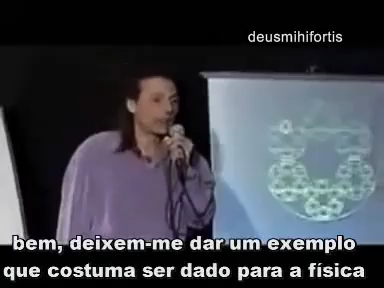 deusmihifortis
bem, deixem-me dar um exemplo
que costuma ser dado para a física